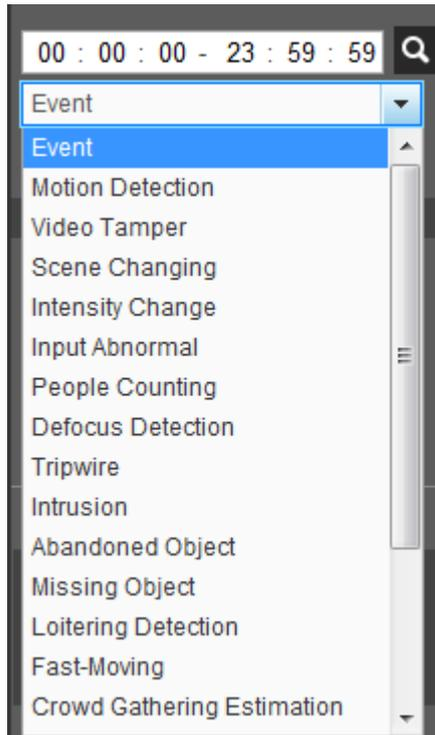 00 : 00 : 00 - 23 : 59 : 59
Event
Event
Motion Detection
Video Tamper
Scene Changing
Intensity Change
Input Abnormal
People Counting
Defocus Detection
Tripwire
Intrusion
Abandoned Object
Missing Object
Loitering Detection
Fast-Moving
Crowd Gathering Estimation